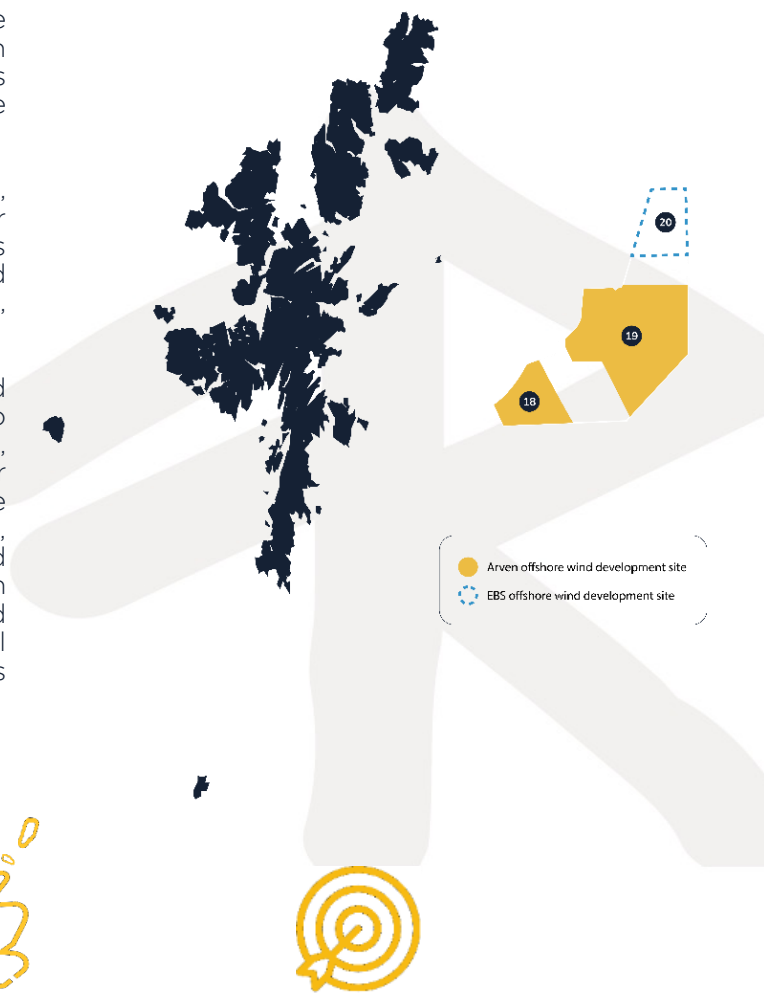 e
n
s
e
,
r
s
d
,
d
o
,
r
e
,
d
n
d
l
s
20
19
18
Arven offshore wind development site
EBS offshore wind development site